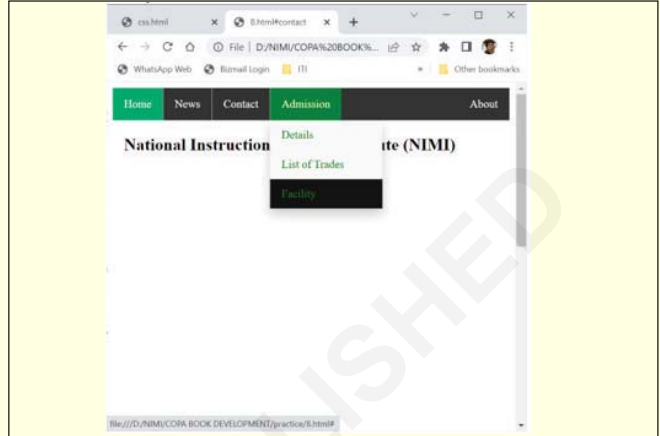 css.html
8.html#contact
File | D:/NIMI/COPA%20BOOK%...
WhatsApp Web Bizmail Login ITI » Other bookmarks
Home News Contact Admission About
Details
National Instruction ute (NIMI)
List of Trades
Facility
file:///D:/NIMI/COPA BOOK DEVELOPMENT/practice/8.html#
LISHED